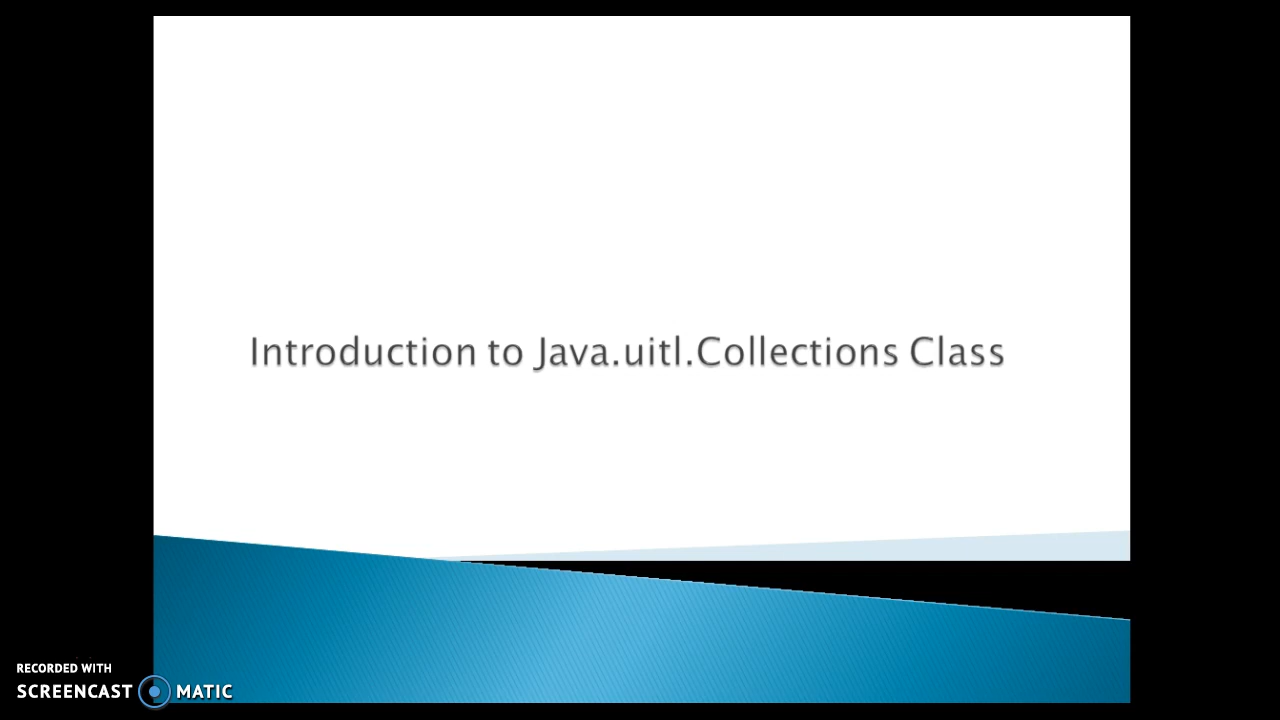 Introduction to Java.uitl.Collections Class
RECORDED WITH
SCREENCAST MATIC